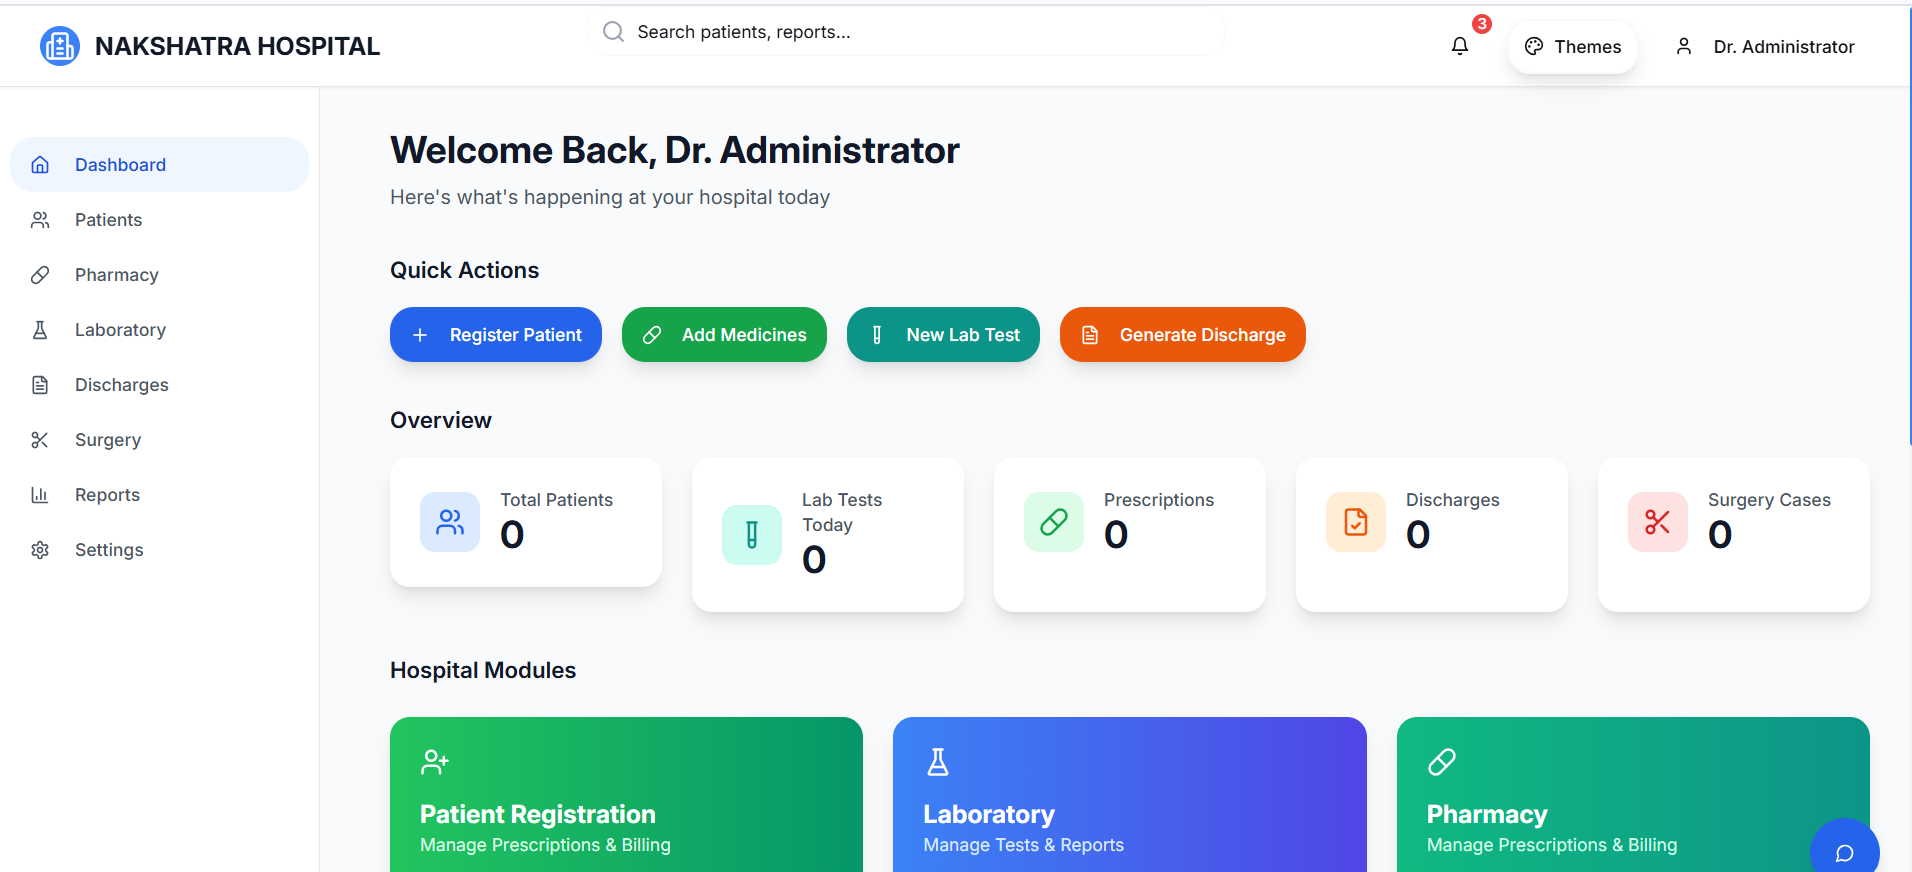 NAKSHATRA HOSPITAL
Search patients, reports...
3
Themes
Dr. Administrator
Dashboard
Patients
Pharmacy
Laboratory
Discharges
Surgery
Reports
Settings
Welcome Back, Dr. Administrator
Here's what's happening at your hospital today
Quick Actions
Register Patient
Add Medicines
New Lab Test
Generate Discharge
Overview
Total Patients
0
Lab Tests
Today
0
Prescriptions
0
Discharges
0
Surgery Cases
0
Hospital Modules
Patient Registration
Manage Prescriptions & Billing
Laboratory
Manage Tests & Reports
Pharmacy
Manage Prescriptions & Billing